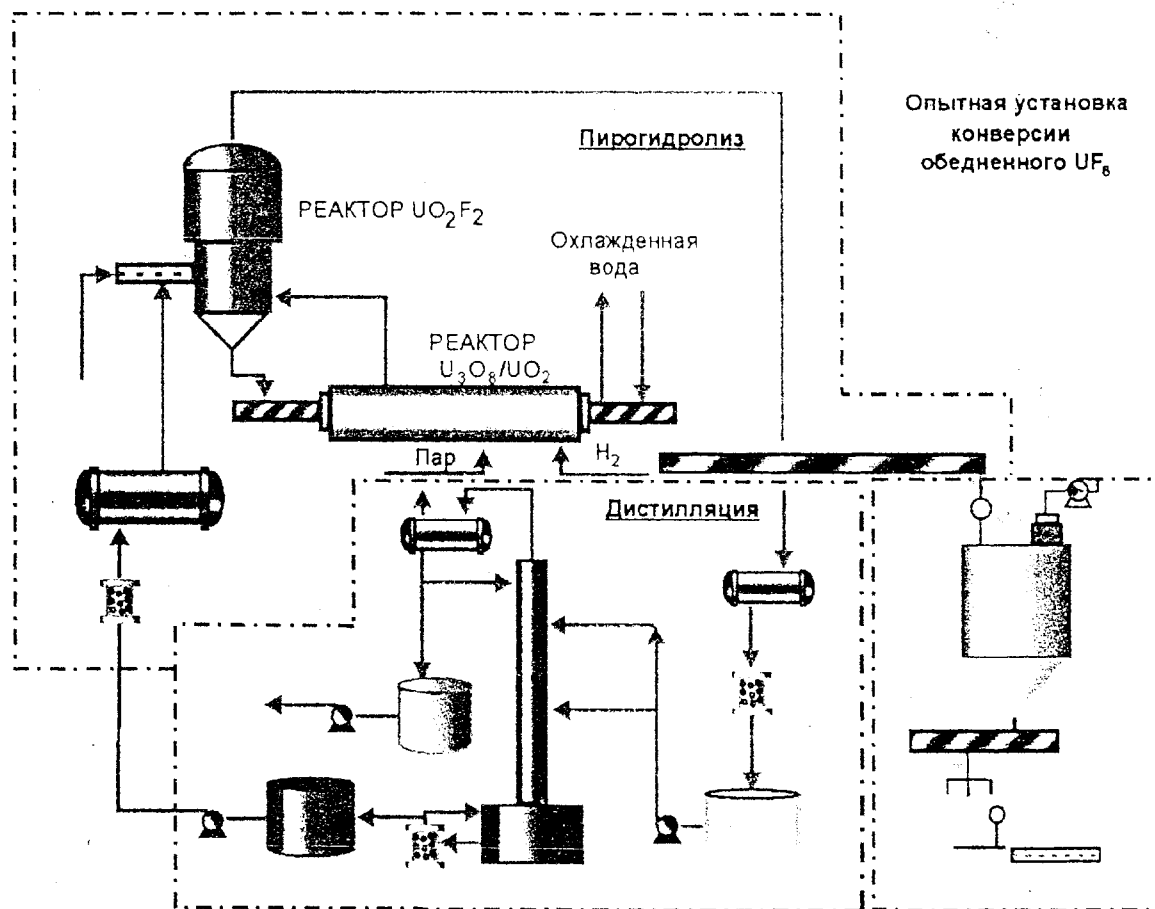 Опытная установка
конверсии
обедненного UF₆
Пирогидролиз
РЕАКТОР UO₂F₂
Охлажденная
вода
РЕАКТОР
U₃O₈/UO₂
Пар
H₂
Дистилляция